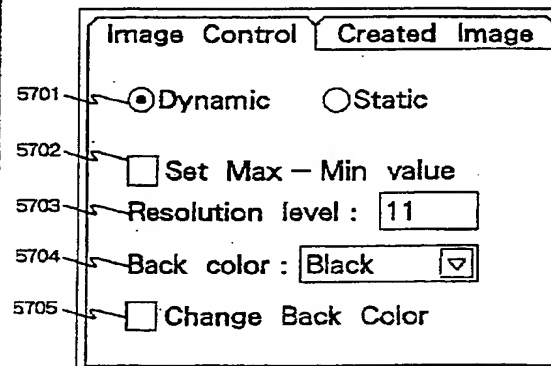 Image Control Created Image
5701 Dynamic Static
5702 Set Max – Min value
5703 Resolution level : 11
5704 Back color : Black
5705 Change Back Color